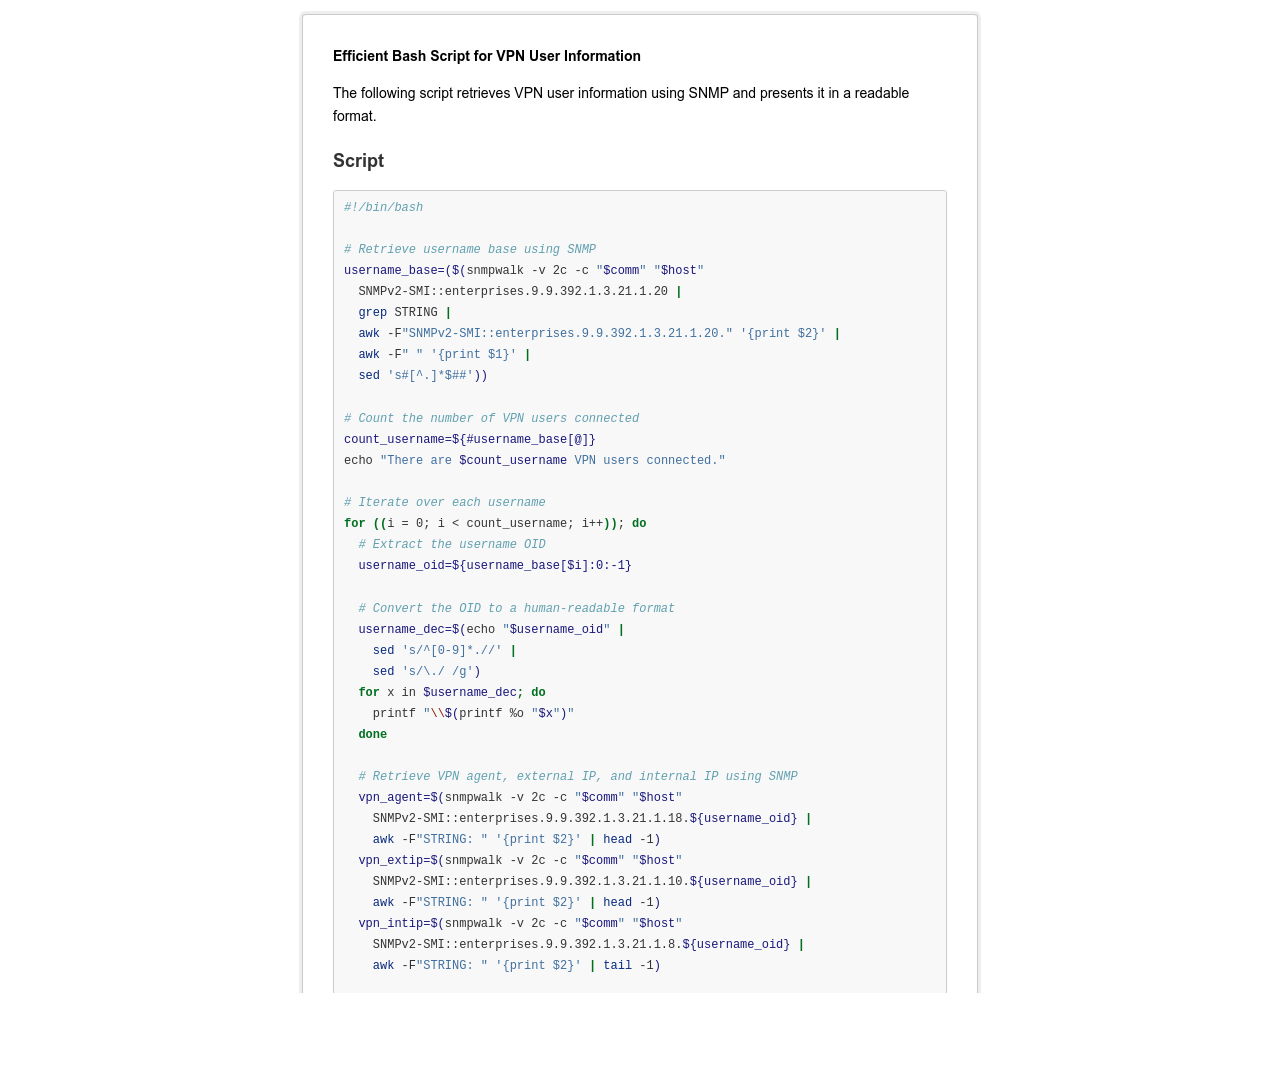 Efficient Bash Script for VPN User Information
The following script retrieves VPN user information using SNMP and presents it in a readable
format.
Script
#!/bin/bash
# Retrieve username base using SNMP
username_base=($(snmpwalk -v 2c -c "$comm" "$host"
  SNMPv2-SMI::enterprises.9.9.392.1.3.21.1.20 |
  grep STRING |
  awk -F"SNMPv2-SMI::enterprises.9.9.392.1.3.21.1.20." '{print $2}' |
  awk -F" " '{print $1}' |
  sed 's#[^.]*$##'))
# Count the number of VPN users connected
count_username=${#username_base[@]}
echo "There are $count_username VPN users connected."
# Iterate over each username
for ((i = 0; i < count_username; i++)); do
  # Extract the username OID
  username_oid=${username_base[$i]:0:-1}
  # Convert the OID to a human-readable format
  username_dec=$(echo "$username_oid" |
    sed 's/^[0-9]*.//' |
    sed 's/\./ /g')
  for x in $username_dec; do
    printf "\\$(printf %o "$x")"
  done
  # Retrieve VPN agent, external IP, and internal IP using SNMP
  vpn_agent=$(snmpwalk -v 2c -c "$comm" "$host"
    SNMPv2-SMI::enterprises.9.9.392.1.3.21.1.18.${username_oid} |
    awk -F"STRING: " '{print $2}' | head -1)
  vpn_extip=$(snmpwalk -v 2c -c "$comm" "$host"
    SNMPv2-SMI::enterprises.9.9.392.1.3.21.1.10.${username_oid} |
    awk -F"STRING: " '{print $2}' | head -1)
  vpn_intip=$(snmpwalk -v 2c -c "$comm" "$host"
    SNMPv2-SMI::enterprises.9.9.392.1.3.21.1.8.${username_oid} |
    awk -F"STRING: " '{print $2}' | tail -1)